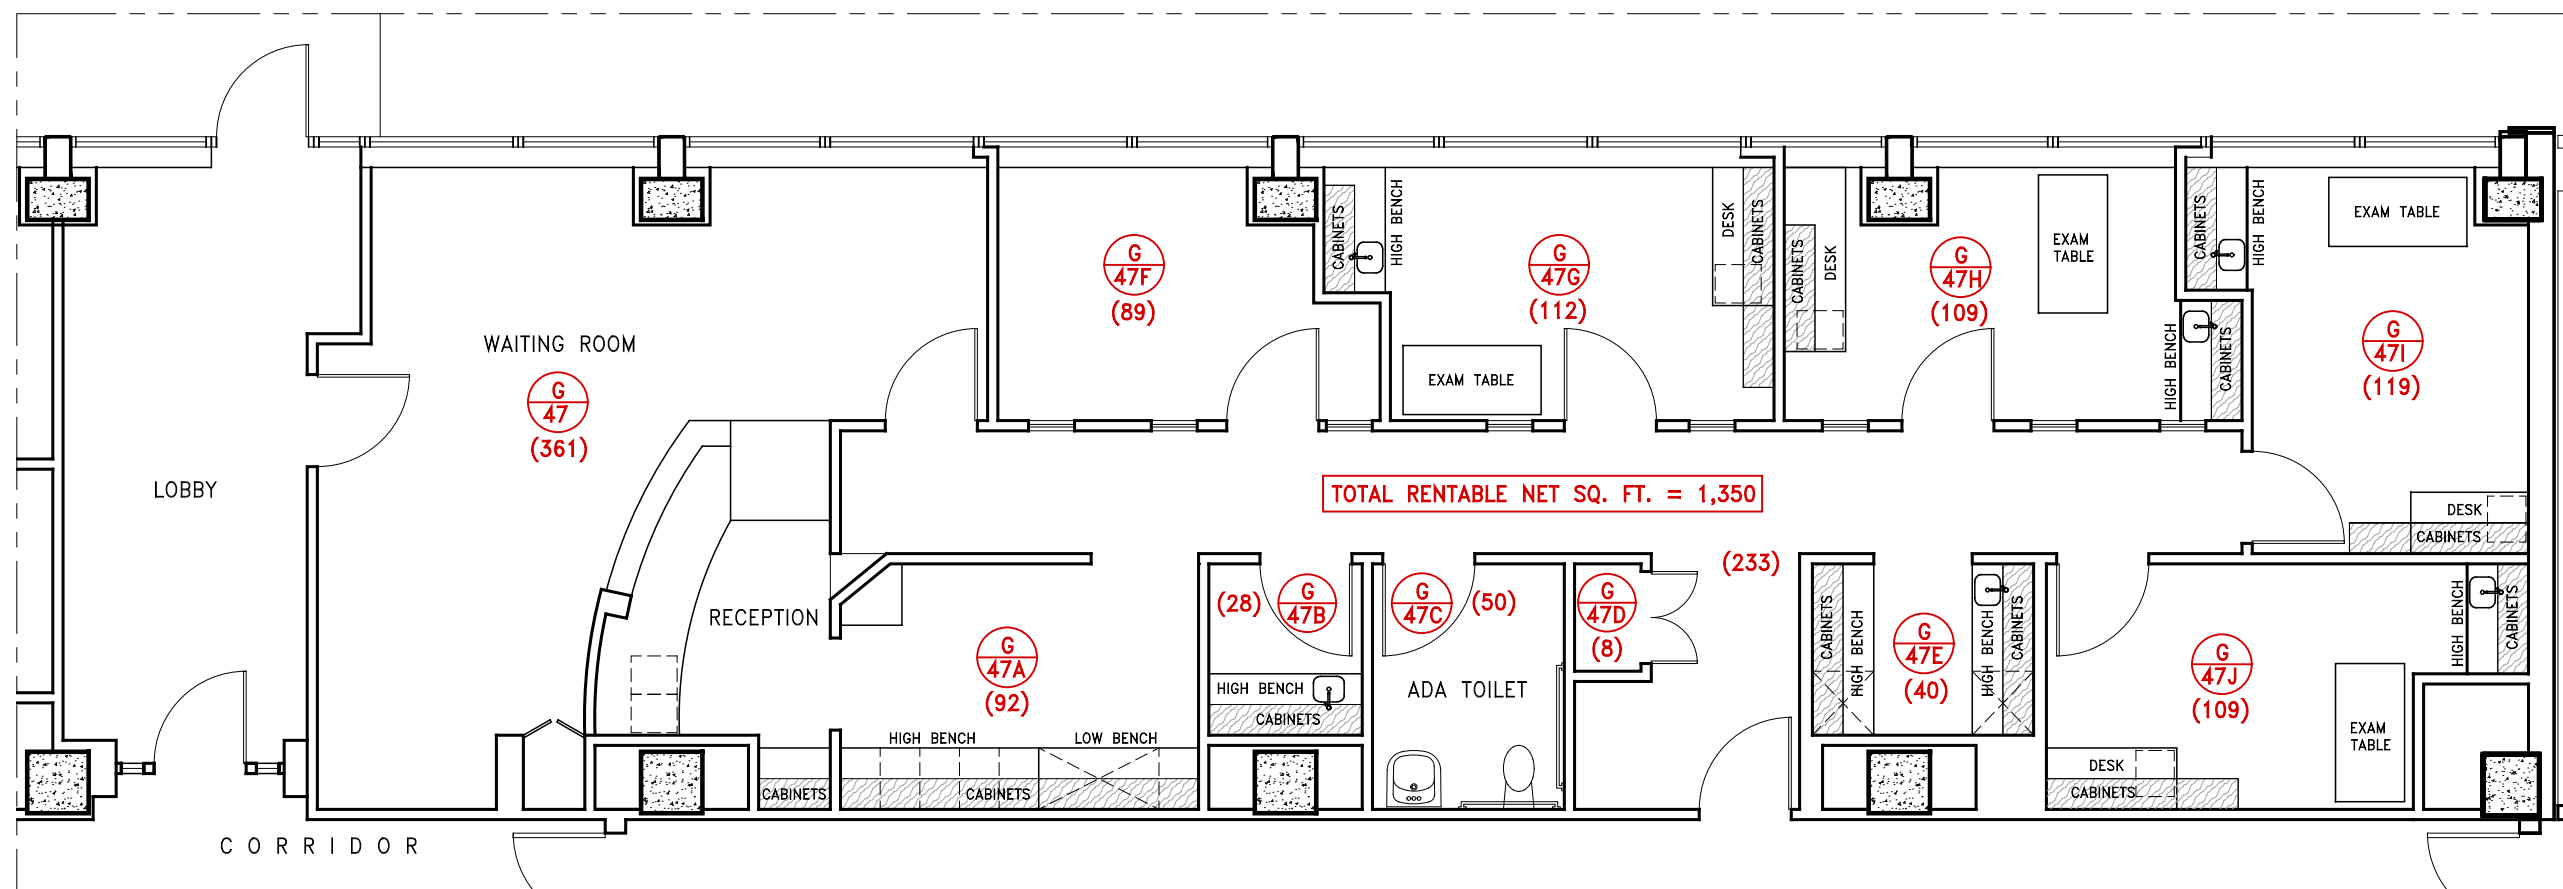 WAITING ROOM
G
47
(361)
LOBBY
RECEPTION
CORRIDOR
G
47F
(89)
CABINETS
HIGH BENCH
G
47G
(112)
EXAM TABLE
DESK
CABINETS
CABINETS
DESK
G
47H
(109)
EXAM
TABLE
HIGH BENCH
CABINETS
CABINETS
HIGH BENCH
EXAM TABLE
G
47I
(119)
DESK
CABINETS
TOTAL RENTABLE NET SQ. FT. = 1,350
(233)
G
47A
(92)
HIGH BENCH
LOW BENCH
CABINETS
CABINETS
(28)
G
47B
HIGH BENCH
CABINETS
G
47C
(50)
ADA TOILET
G
47D
(8)
CABINETS
HIGH BENCH
G
47E
(40)
HIGH BENCH
CABINETS
G
47J
(109)
HIGH BENCH
CABINETS
EXAM
TABLE
DESK
CABINETS